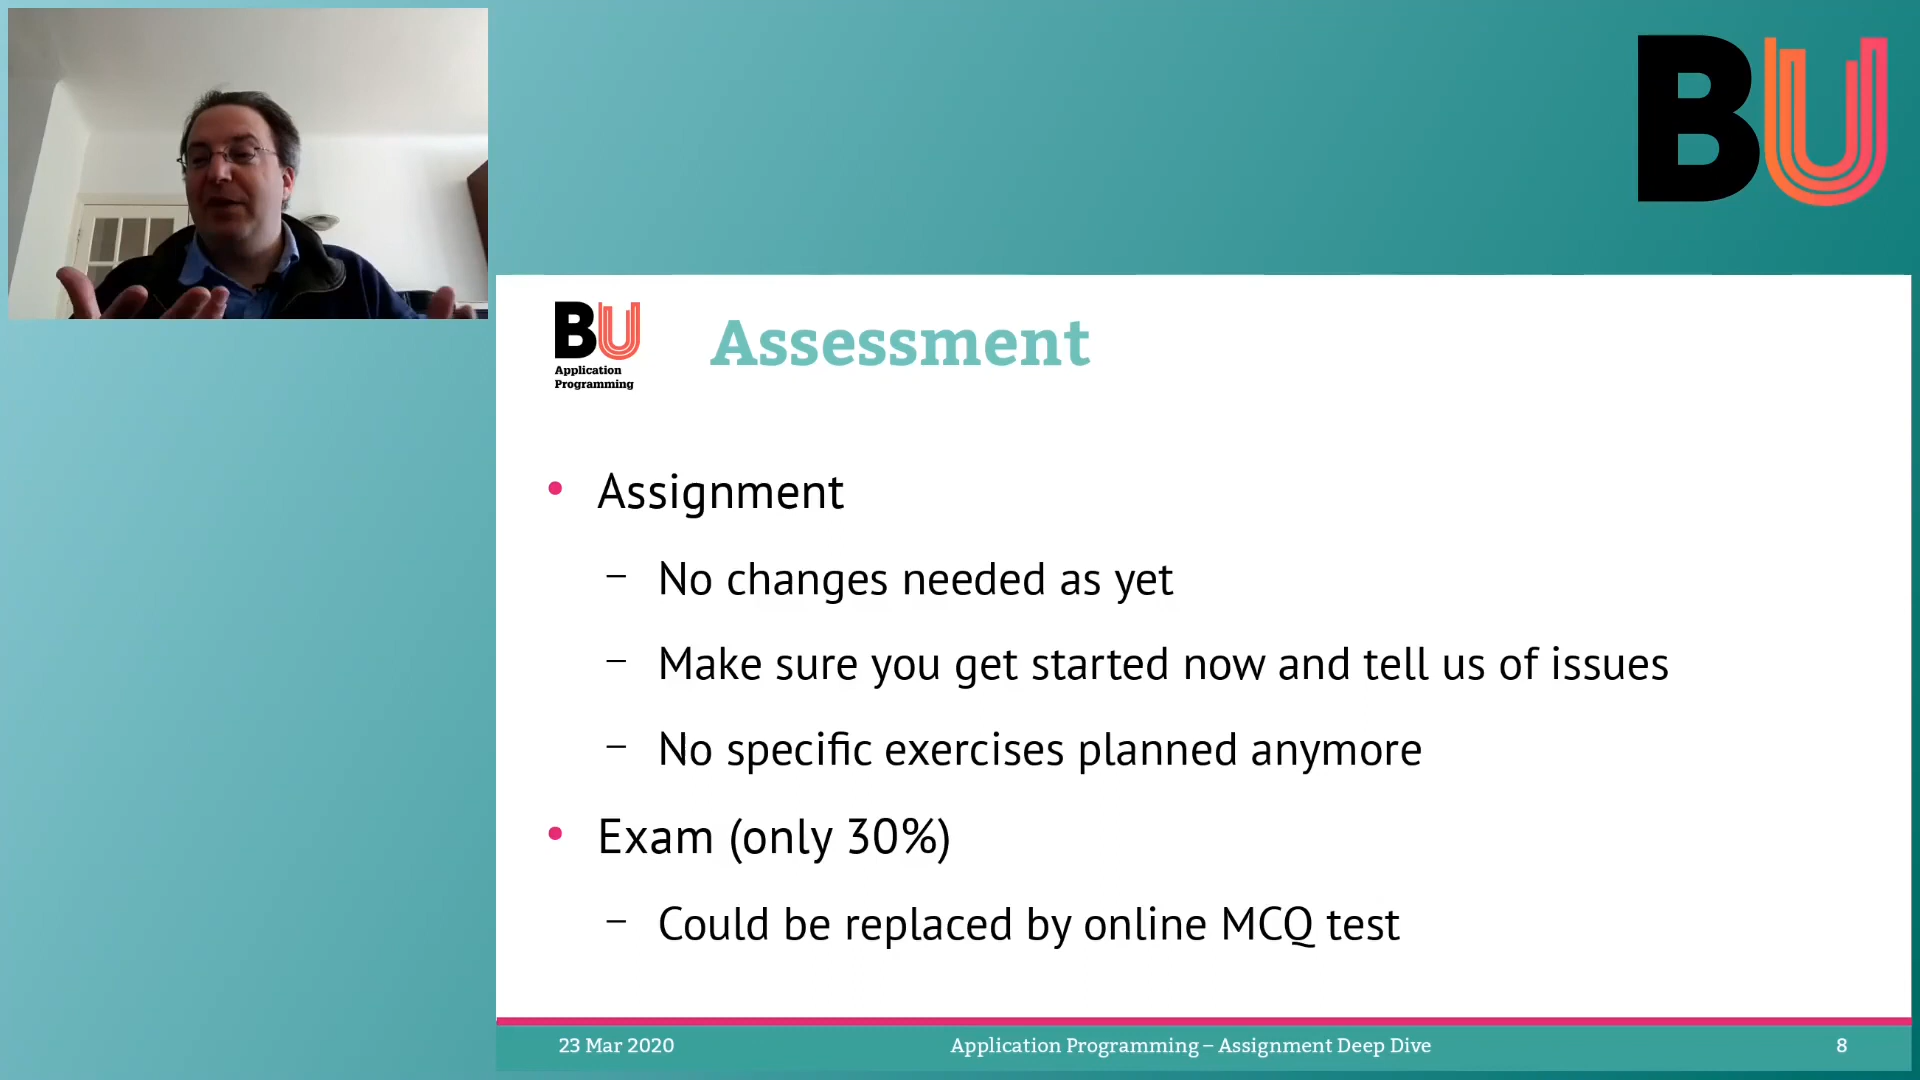 BU
BU
Application
Programming
Assessment
• Assignment
– No changes needed as yet
– Make sure you get started now and tell us of issues
– No specific exercises planned anymore
• Exam (only 30%)
– Could be replaced by online MCQ test
23 Mar 2020
Application Programming – Assignment Deep Dive
8